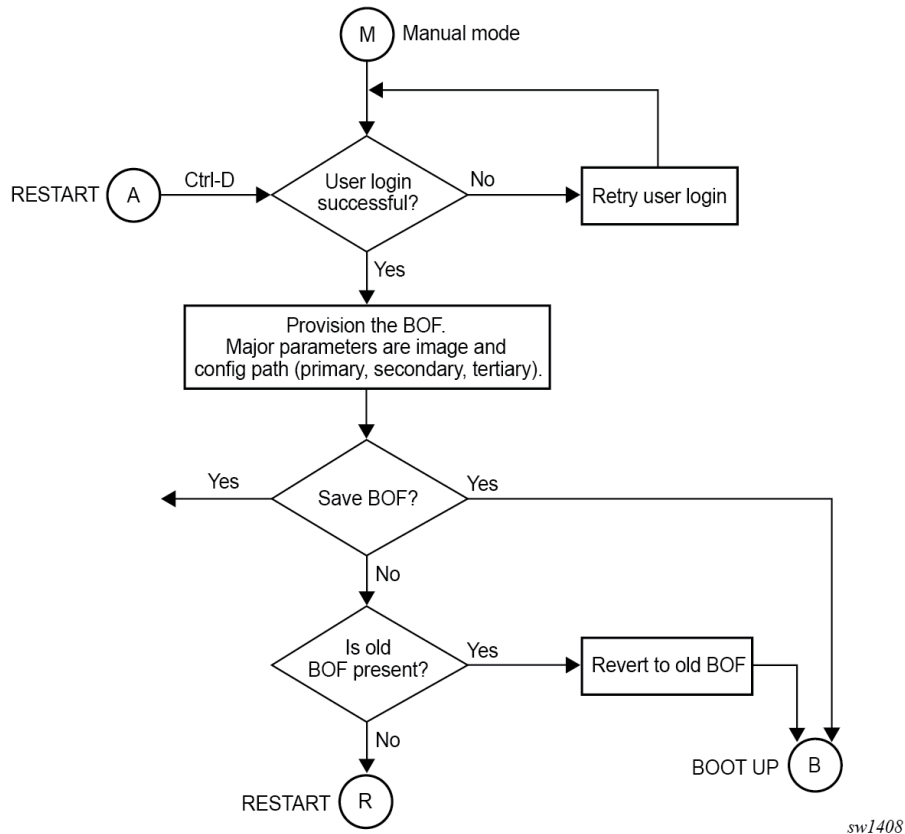 M
Manual mode
RESTART
A
Ctrl-D
User login
successful?
No
Retry user login
Yes
Provision the BOF.
Major parameters are image and
config path (primary, secondary, tertiary).
Yes
Save BOF?
Yes
No
Is old
BOF present?
Yes
Revert to old BOF
No
BOOT UP
B
RESTART
R
sw1408